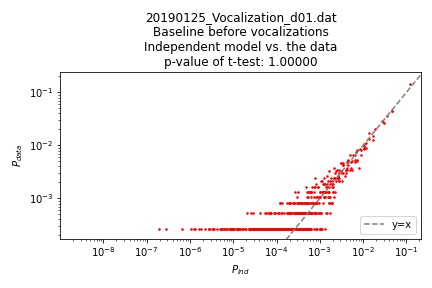 20190125_Vocalization_d01.dat
Baseline before vocalizations
Independent model vs. the data
p-value of t-test: 1.00000
10⁻¹
10⁻²
10⁻³
P_data
y=x
10⁻⁸ 10⁻⁷ 10⁻⁶ 10⁻⁵ 10⁻⁴ 10⁻³ 10⁻² 10⁻¹
P_ind